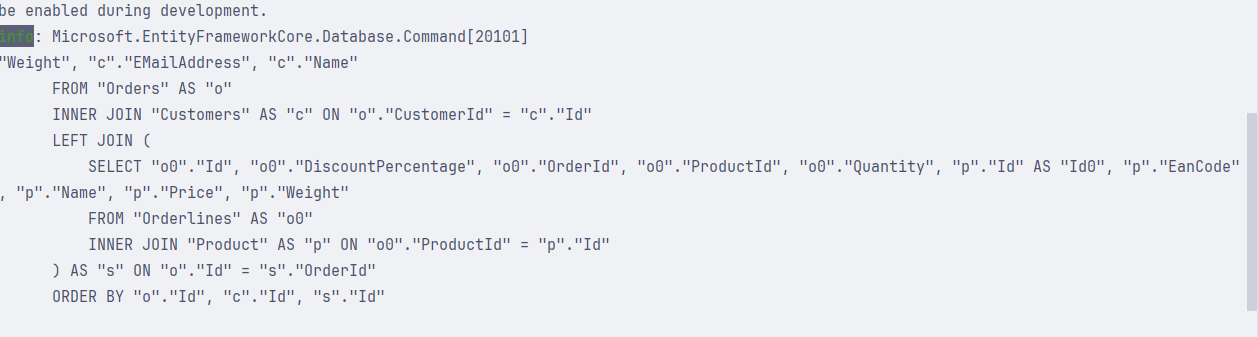 be enabled during development.
info: Microsoft.EntityFrameworkCore.Database.Command[20101]
"Weight", "c"."EMailAddress", "c"."Name"
FROM "Orders" AS "o"
INNER JOIN "Customers" AS "c" ON "o"."CustomerId" = "c"."Id"
LEFT JOIN (
SELECT "o0"."Id", "o0"."DiscountPercentage", "o0"."OrderId", "o0"."ProductId", "o0"."Quantity", "p"."Id" AS "Id0", "p"."EanCode"
, "p"."Name", "p"."Price", "p"."Weight"
FROM "Orderlines" AS "o0"
INNER JOIN "Product" AS "p" ON "o0"."ProductId" = "p"."Id"
) AS "s" ON "o"."Id" = "s"."OrderId"
ORDER BY "o"."Id", "c"."Id", "s"."Id"